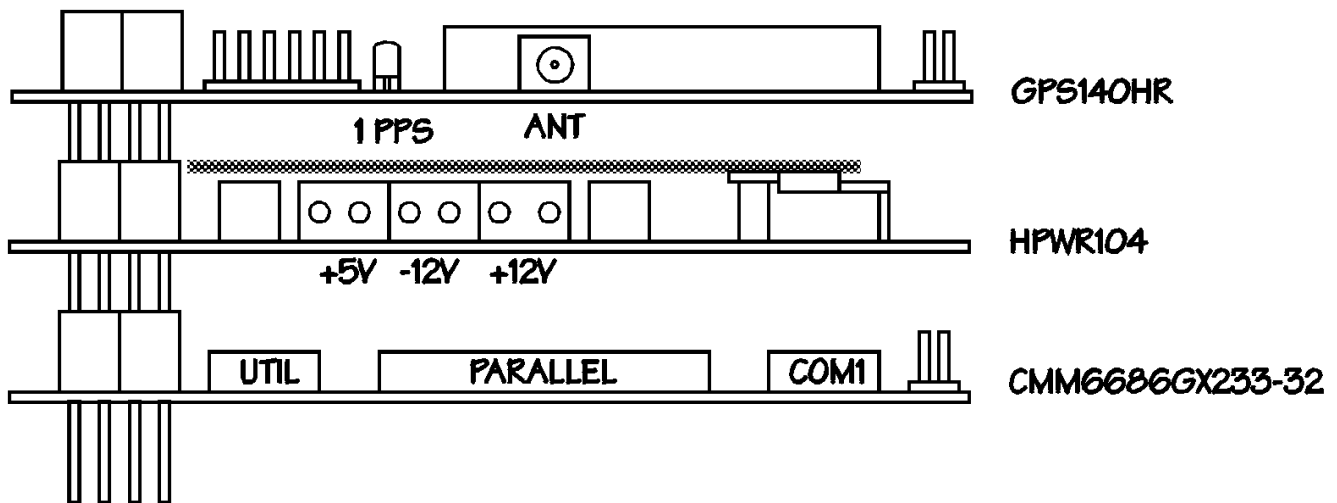 GPS140HR
1 PPS ANT
HPWR104
+5V -12V +12V
UTIL PARALLEL COM1
CMM6686GX233-32